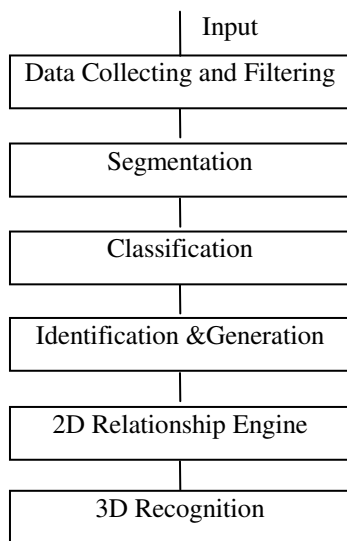 Input
Data Collecting and Filtering
Segmentation
Classification
Identification &Generation
2D Relationship Engine
3D Recognition